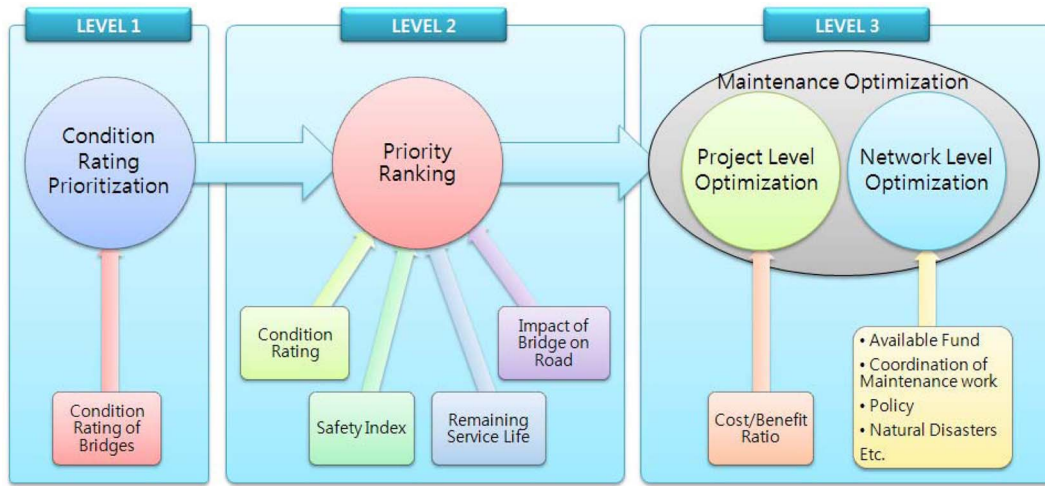 LEVEL 1
Condition
Rating
Prioritization
Condition
Rating of
Bridges
LEVEL 2
Priority
Ranking
Condition
Rating
Safety Index
Remaining
Service Life
Impact of
Bridge on
Road
LEVEL 3
Maintenance Optimization
Project Level
Optimization
Network Level
Optimization
Cost/Benefit
Ratio
• Available Fund
• Coordination of
Maintenance work
• Policy
• Natural Disasters
Etc.